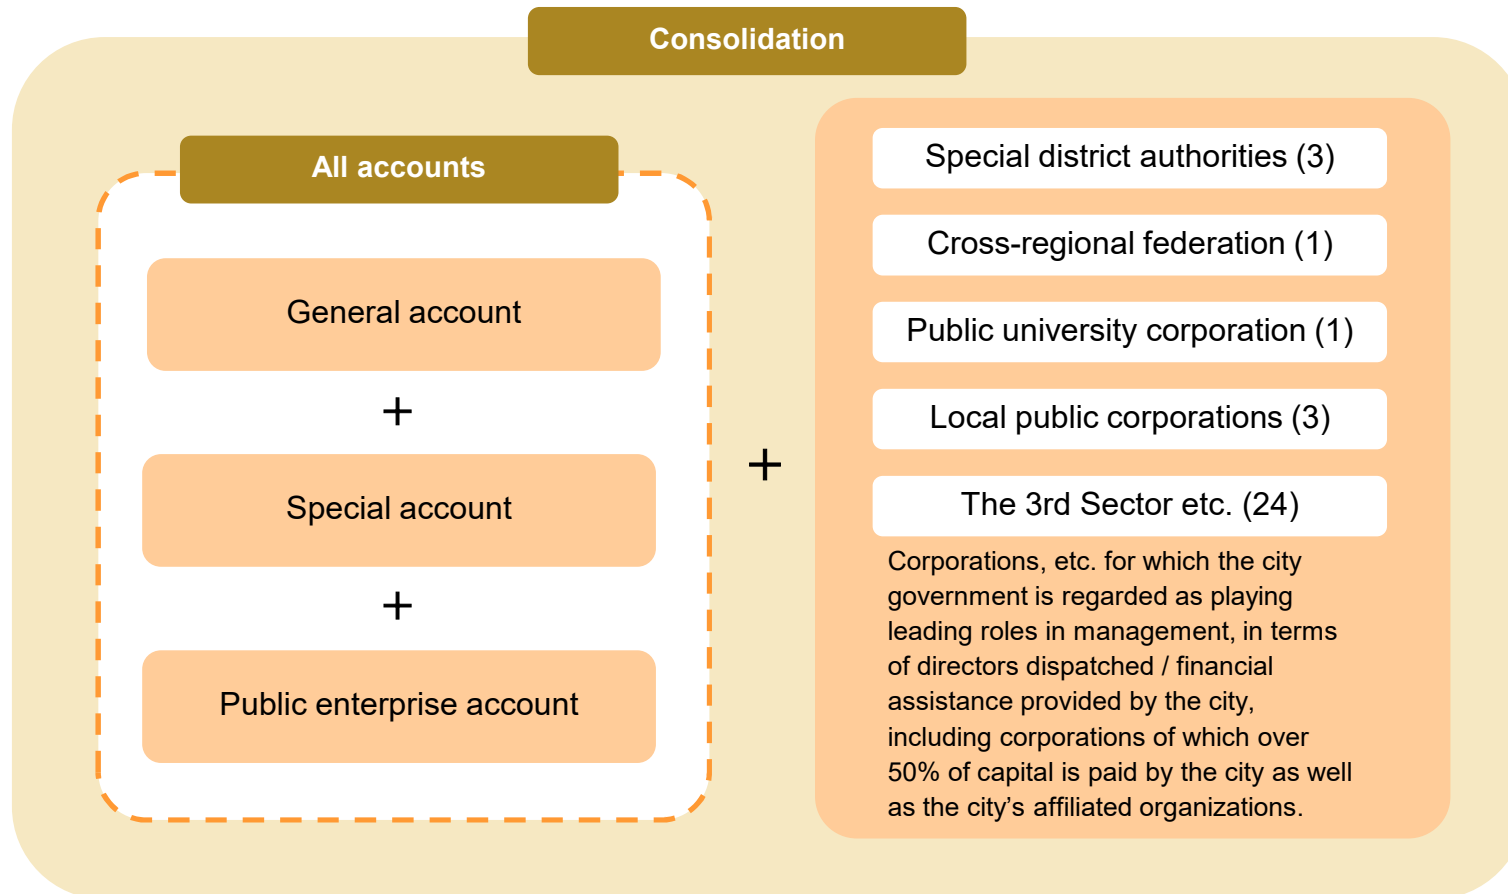 Consolidation
All accounts
General account
+
Special account
+
Public enterprise account
+
Special district authorities (3)
Cross-regional federation (1)
Public university corporation (1)
Local public corporations (3)
The 3rd Sector etc. (24)
Corporations, etc. for which the city
government is regarded as playing
leading roles in management, in terms
of directors dispatched / financial
assistance provided by the city,
including corporations of which over
50% of capital is paid by the city as well
as the city’s affiliated organizations.